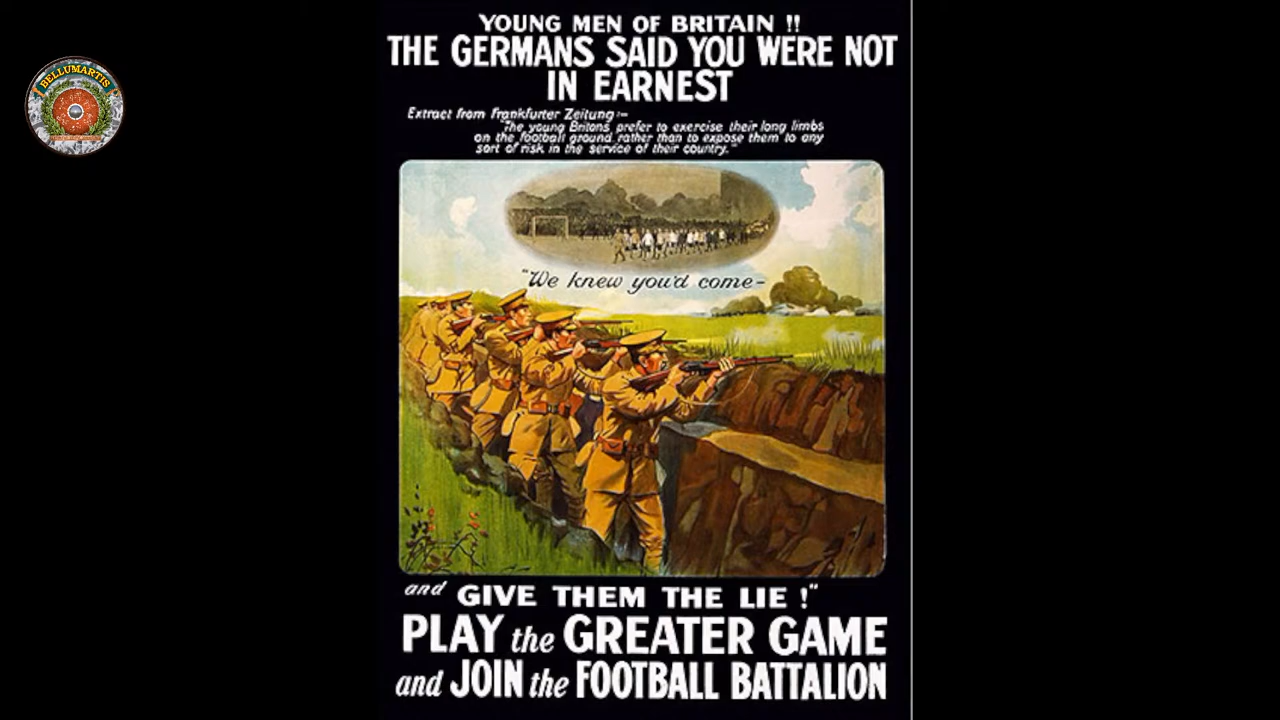 BELLUMARTIS
YOUNG MEN OF BRITAIN !!
THE GERMANS SAID YOU WERE NOT
IN EARNEST
Extract from Frankfurter Zeitung:-
"The young Britons prefer to exercise their long limbs
on the football ground, rather than to expose them to any
sort of risk in the service of their country."
"We knew you'd come-
and GIVE THEM THE LIE !"
PLAY the GREATER GAME
and JOIN the FOOTBALL BATTALION